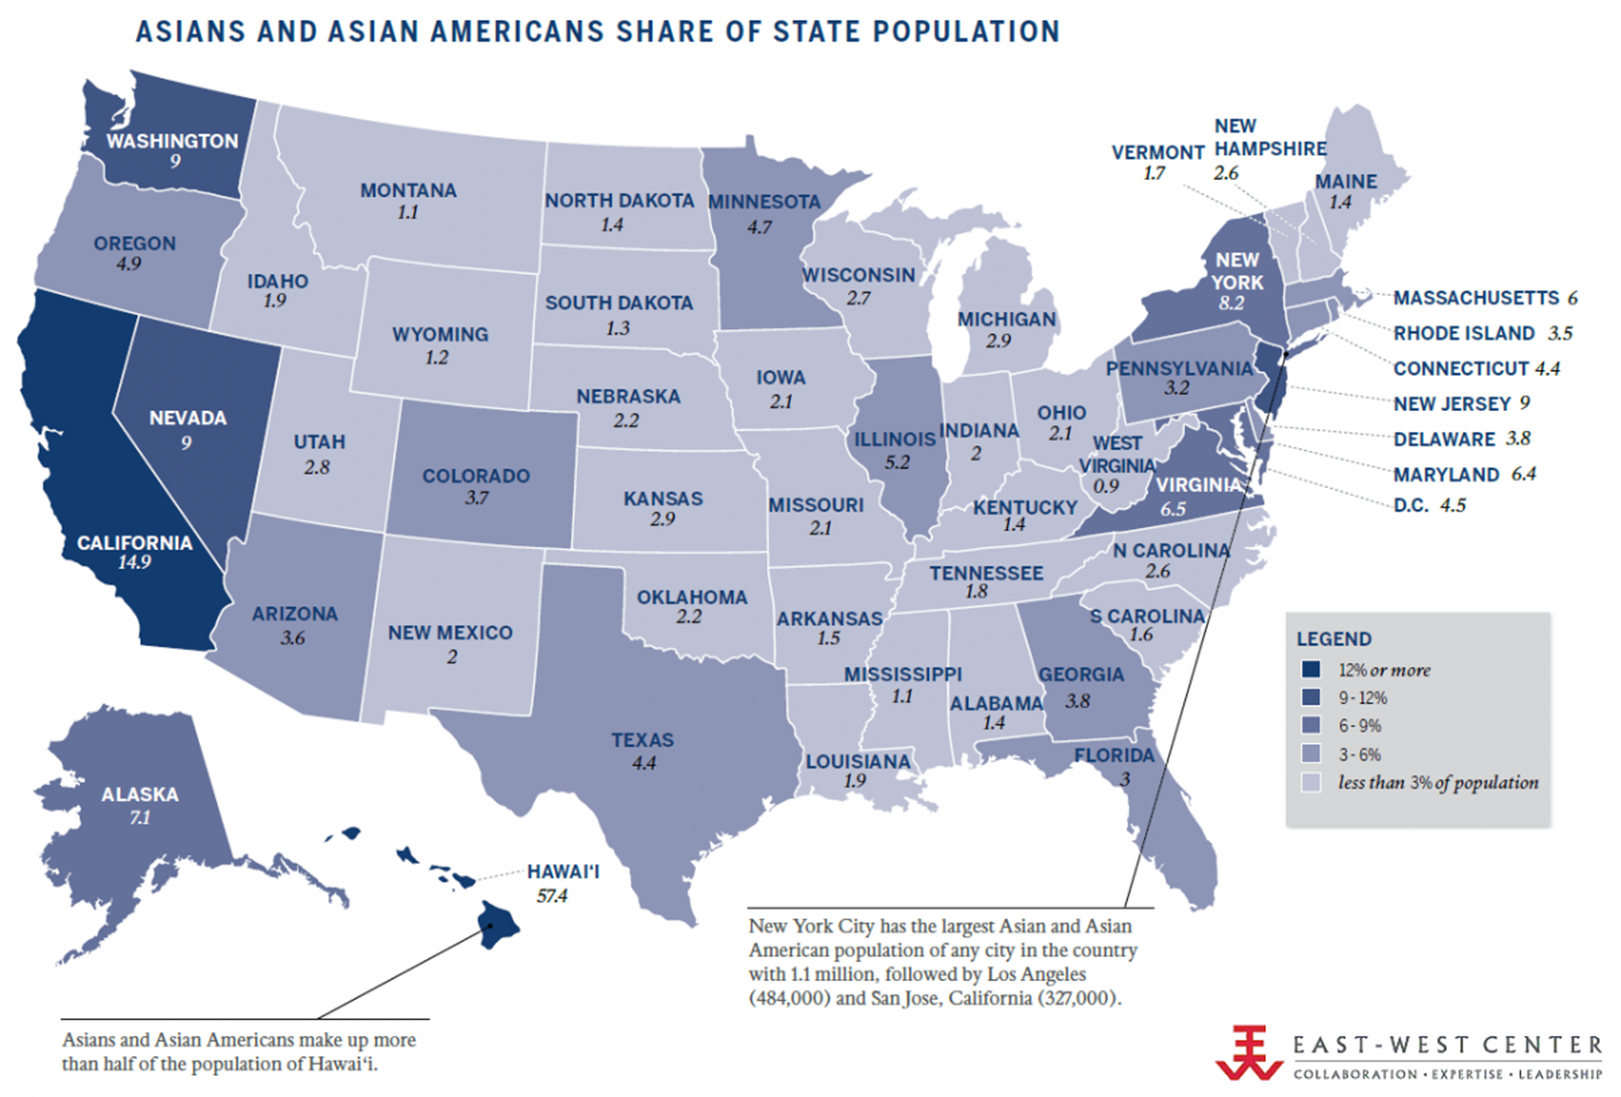 ASIANS AND ASIAN AMERICANS SHARE OF STATE POPULATION
WASHINGTON
9
OREGON
4.9
CALIFORNIA
14.9
NEVADA
9
IDAHO
1.9
MONTANA
1.1
WYOMING
1.2
UTAH
2.8
COLORADO
3.7
ARIZONA
3.6
NEW MEXICO
2
NORTH DAKOTA
1.4
SOUTH DAKOTA
1.3
NEBRASKA
2.2
KANSAS
2.9
OKLAHOMA
2.2
TEXAS
4.4
MINNESOTA
4.7
IOWA
2.1
MISSOURI
2.1
ARKANSAS
1.5
LOUISIANA
1.9
WISCONSIN
2.7
ILLINOIS
5.2
MICHIGAN
2.9
INDIANA
2
OHIO
2.1
KENTUCKY
1.4
TENNESSEE
1.8
MISSISSIPPI
1.1
ALABAMA
1.4
GEORGIA
3.8
FLORIDA
3
S CAROLINA
1.6
N CAROLINA
2.6
VIRGINIA
6.5
WEST
VIRGINIA
0.9
PENNSYLVANIA
3.2
NEW
YORK
8.2
VERMONT
1.7
NEW
HAMPSHIRE
2.6
MAINE
1.4
MASSACHUSETTS 6
RHODE ISLAND 3.5
CONNECTICUT 4.4
NEW JERSEY 9
DELAWARE 3.8
MARYLAND 6.4
D.C. 4.5
ALASKA
7.1
HAWAI‘I
57.4
LEGEND
12% or more
9 - 12%
6 - 9%
3 - 6%
less than 3% of population
New York City has the largest Asian and Asian
American population of any city in the country
with 1.1 million, followed by Los Angeles
(484,000) and San Jose, California (327,000).
Asians and Asian Americans make up more
than half of the population of Hawai‘i.
EAST-WEST CENTER
COLLABORATION • EXPERTISE • LEADERSHIP